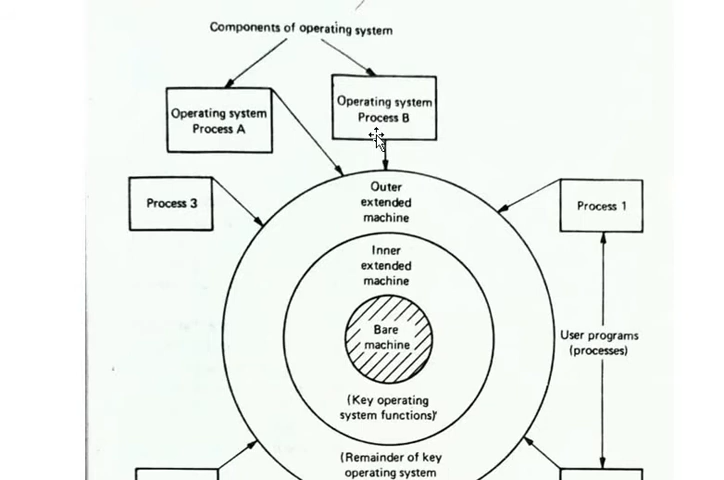 Components of operating system
Operating system
Process A
Operating system
Process B
Process 3
Outer
extended
machine
Process 1
Inner
extended
machine
Bare
machine
User programs
(processes)
(Key operating
system functions)
(Remainder of key
operating system